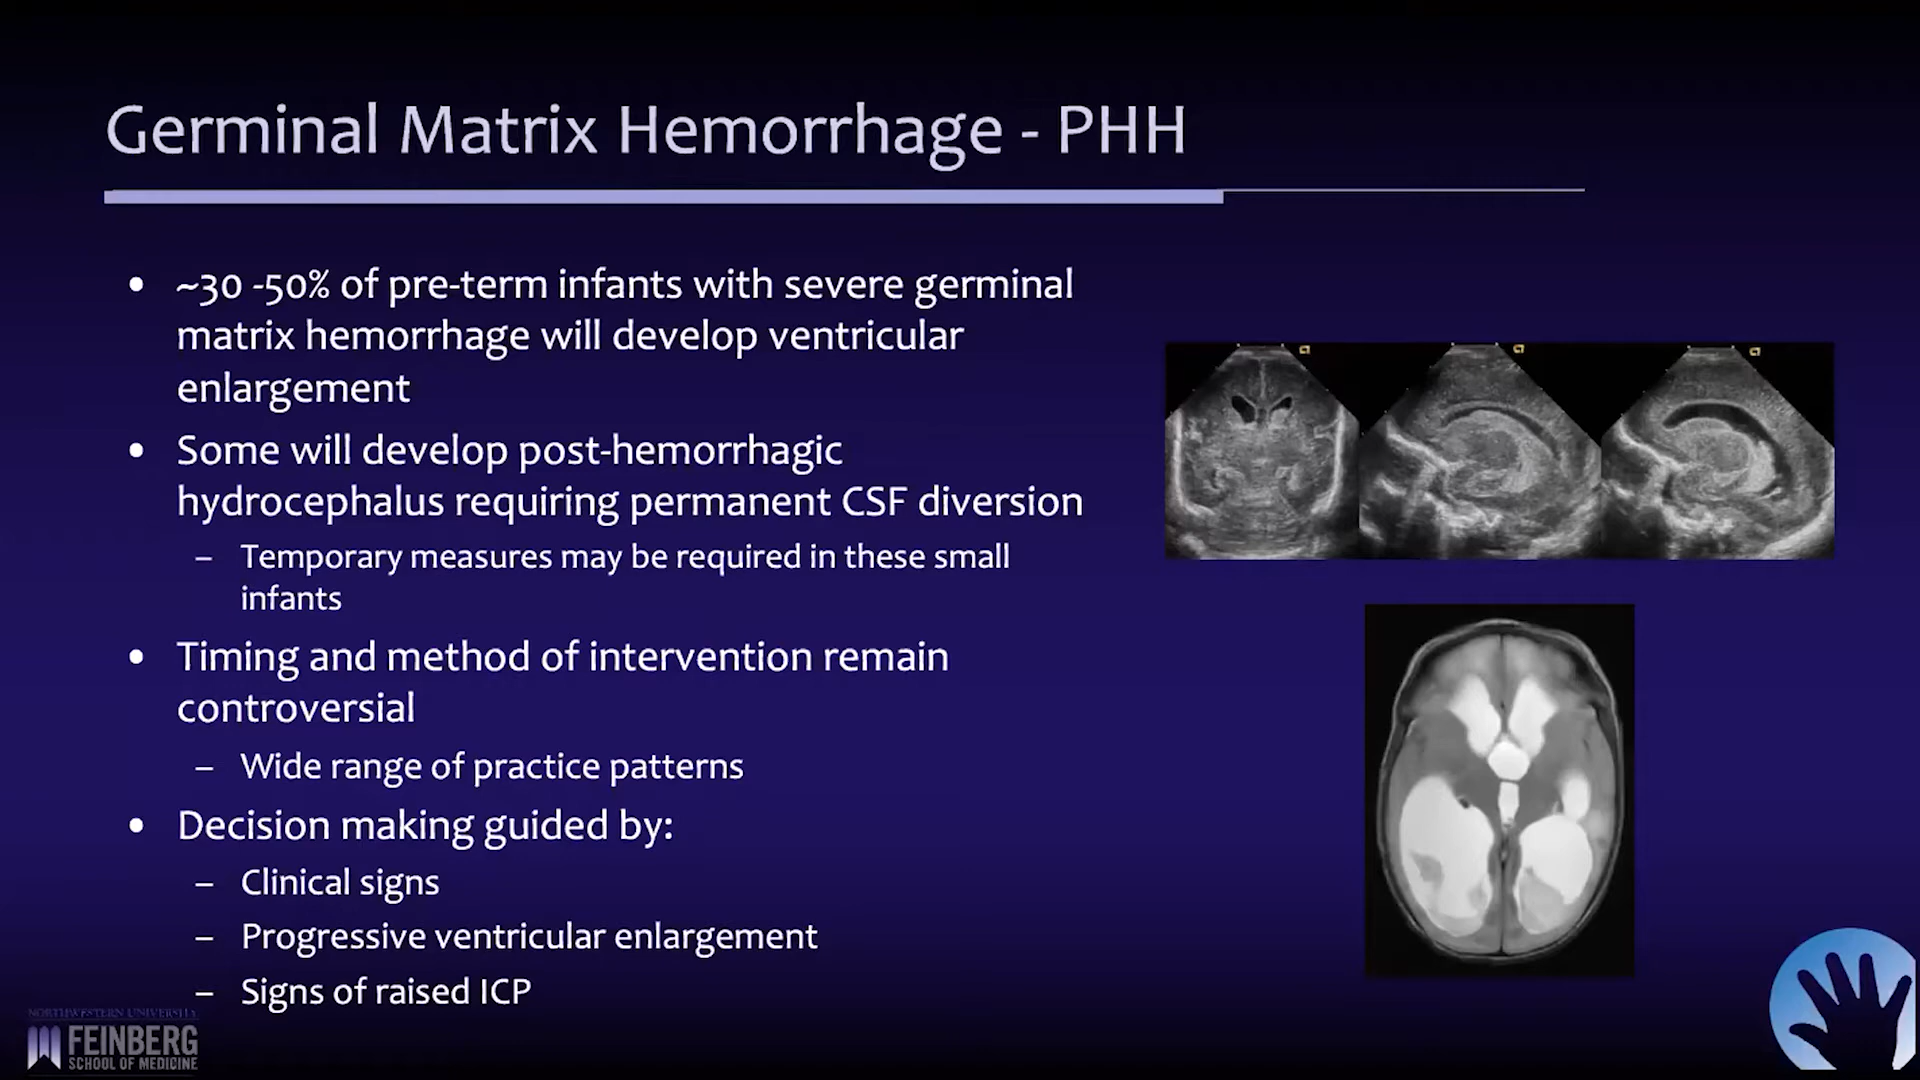 Germinal Matrix Hemorrhage - PHH
• ~30 -50% of pre-term infants with severe germinal
matrix hemorrhage will develop ventricular
enlargement
• Some will develop post-hemorrhagic
hydrocephalus requiring permanent CSF diversion
– Temporary measures may be required in these small
infants
• Timing and method of intervention remain
controversial
– Wide range of practice patterns
• Decision making guided by:
– Clinical signs
– Progressive ventricular enlargement
– Signs of raised ICP
NORTHWESTERN UNIVERSITY
FEINBERG
SCHOOL OF MEDICINE